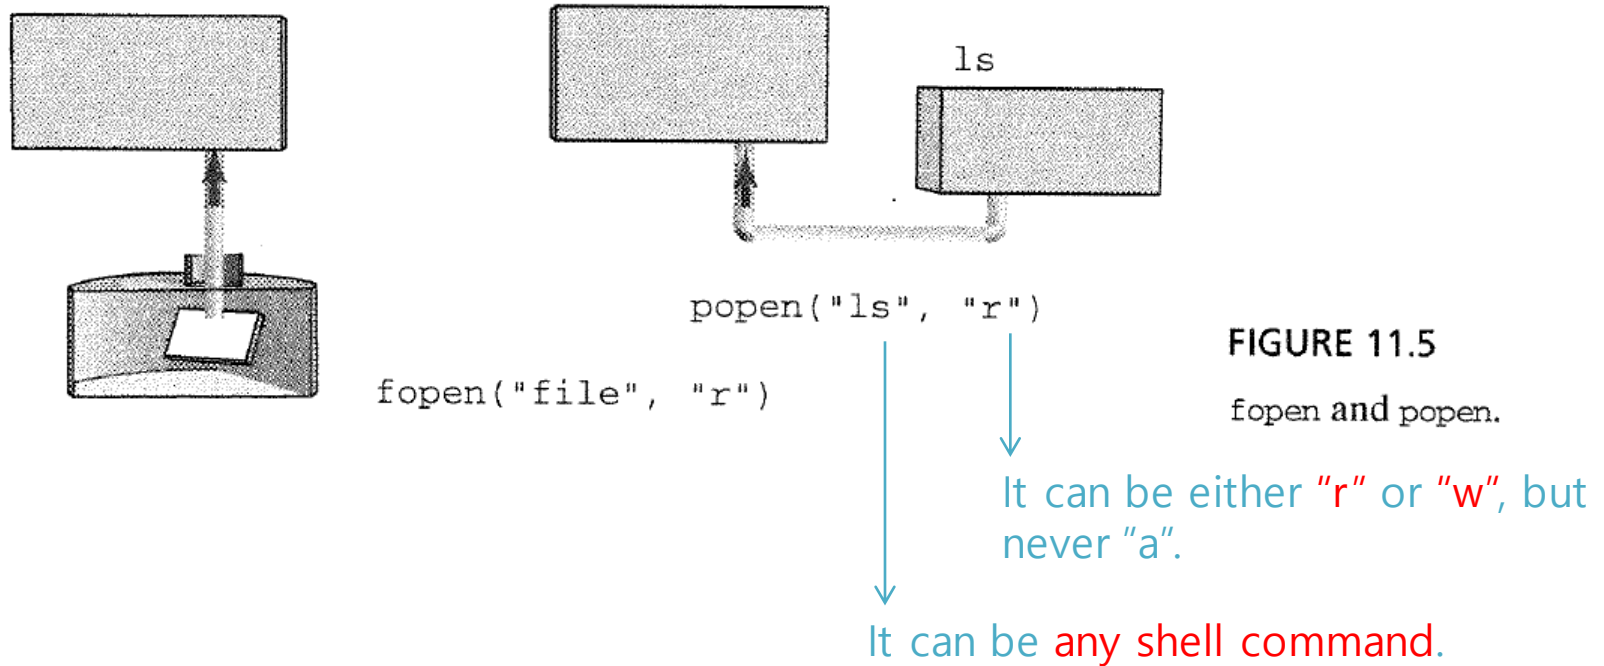 ls
popen("ls", "r")
fopen("file", "r")
FIGURE 11.5
fopen and popen.
It can be either "r" or "w", but
never "a".
It can be any shell command.